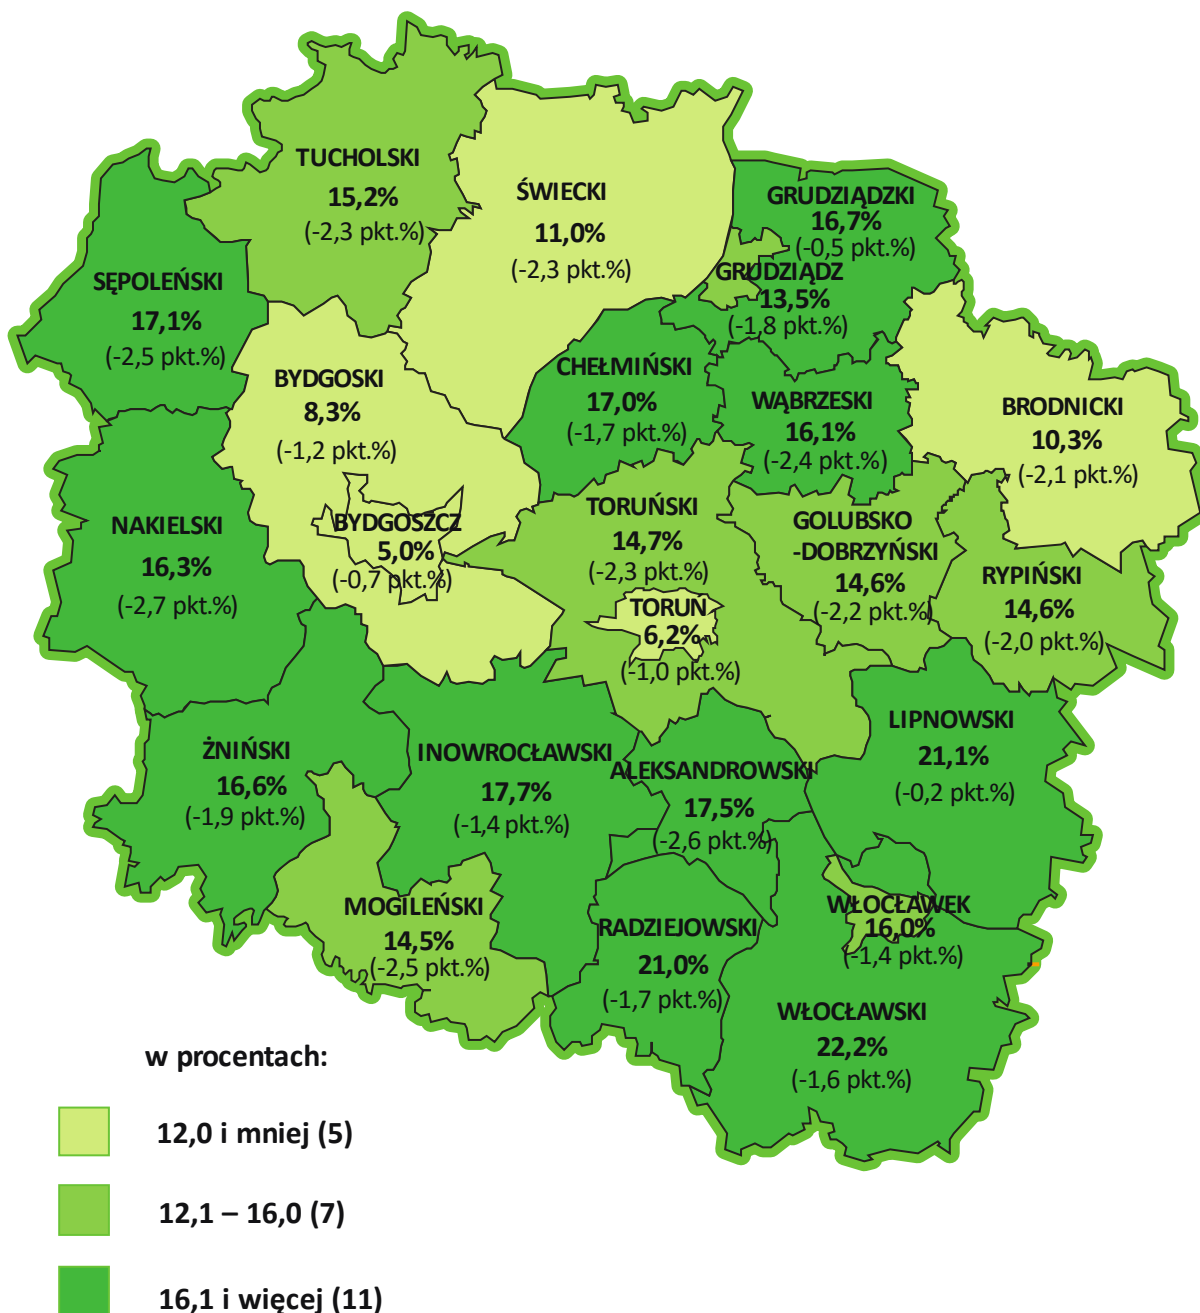 TUCHOLSKI
15,2%
(-2,3 pkt.%)
ŚWIECKI
11,0%
(-2,3 pkt.%)
GRUDZIĄDZKI
16,7%
(-0,5 pkt.%)
GRUDZIĄDZ
13,5%
(-1,8 pkt.%)
SĘPOLEŃSKI
17,1%
(-2,5 pkt.%)
BYDGOSKI
8,3%
(-1,2 pkt.%)
CHEŁMIŃSKI
17,0%
(-1,7 pkt.%)
WĄBRZESKI
16,1%
(-2,4 pkt.%)
BRODNICKI
10,3%
(-2,1 pkt.%)
NAKIELSKI
16,3%
(-2,7 pkt.%)
BYDGOSZCZ
5,0%
(-0,7 pkt.%)
TORUŃSKI
14,7%
(-2,3 pkt.%)
GOLUBSKO
-DOBRZYŃSKI
14,6%
(-2,2 pkt.%)
RYPIŃSKI
14,6%
(-2,0 pkt.%)
TORUŃ
6,2%
(-1,0 pkt.%)
ŻNIŃSKI
16,6%
(-1,9 pkt.%)
INOWROCŁAWSKI
17,7%
(-1,4 pkt.%)
ALEKSANDROWSKI
17,5%
(-2,6 pkt.%)
LIPNOWSKI
21,1%
(-0,2 pkt.%)
MOGILEŃSKI
14,5%
(-2,5 pkt.%)
RADZIEJOWSKI
21,0%
(-1,7 pkt.%)
WŁOCŁAWEK
16,0%
(-1,4 pkt.%)
WŁOCŁAWSKI
22,2%
(-1,6 pkt.%)
w procentach:
12,0 i mniej (5)
12,1 – 16,0 (7)
16,1 i więcej (11)